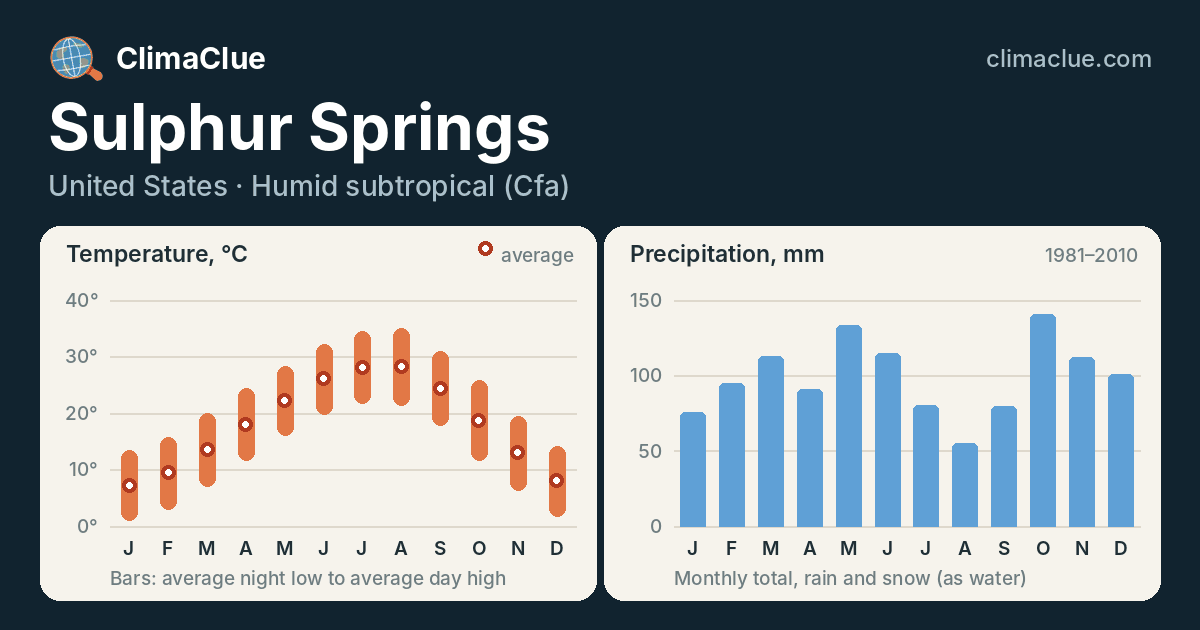 ClimaClue
climaclue.com
Sulphur Springs
United States · Humid subtropical (Cfa)
Temperature, °C
average
40°
30°
20°
10°
0°
J F M A M J J A S O N D
Bars: average night low to average day high
Precipitation, mm
1981–2010
150
100
50
0
J F M A M J J A S O N D
Monthly total, rain and snow (as water)